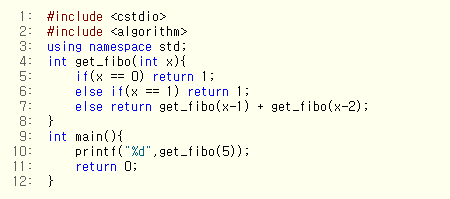 1: #include <cstdio>
2: #include <algorithm>
3: using namespace std;
4: int get_fibo(int x){
5:     if(x == 0) return 1;
6:     else if(x == 1) return 1;
7:     else return get_fibo(x-1) + get_fibo(x-2);
8: }
9: int main(){
10:     printf("%d",get_fibo(5));
11:     return 0;
12: }